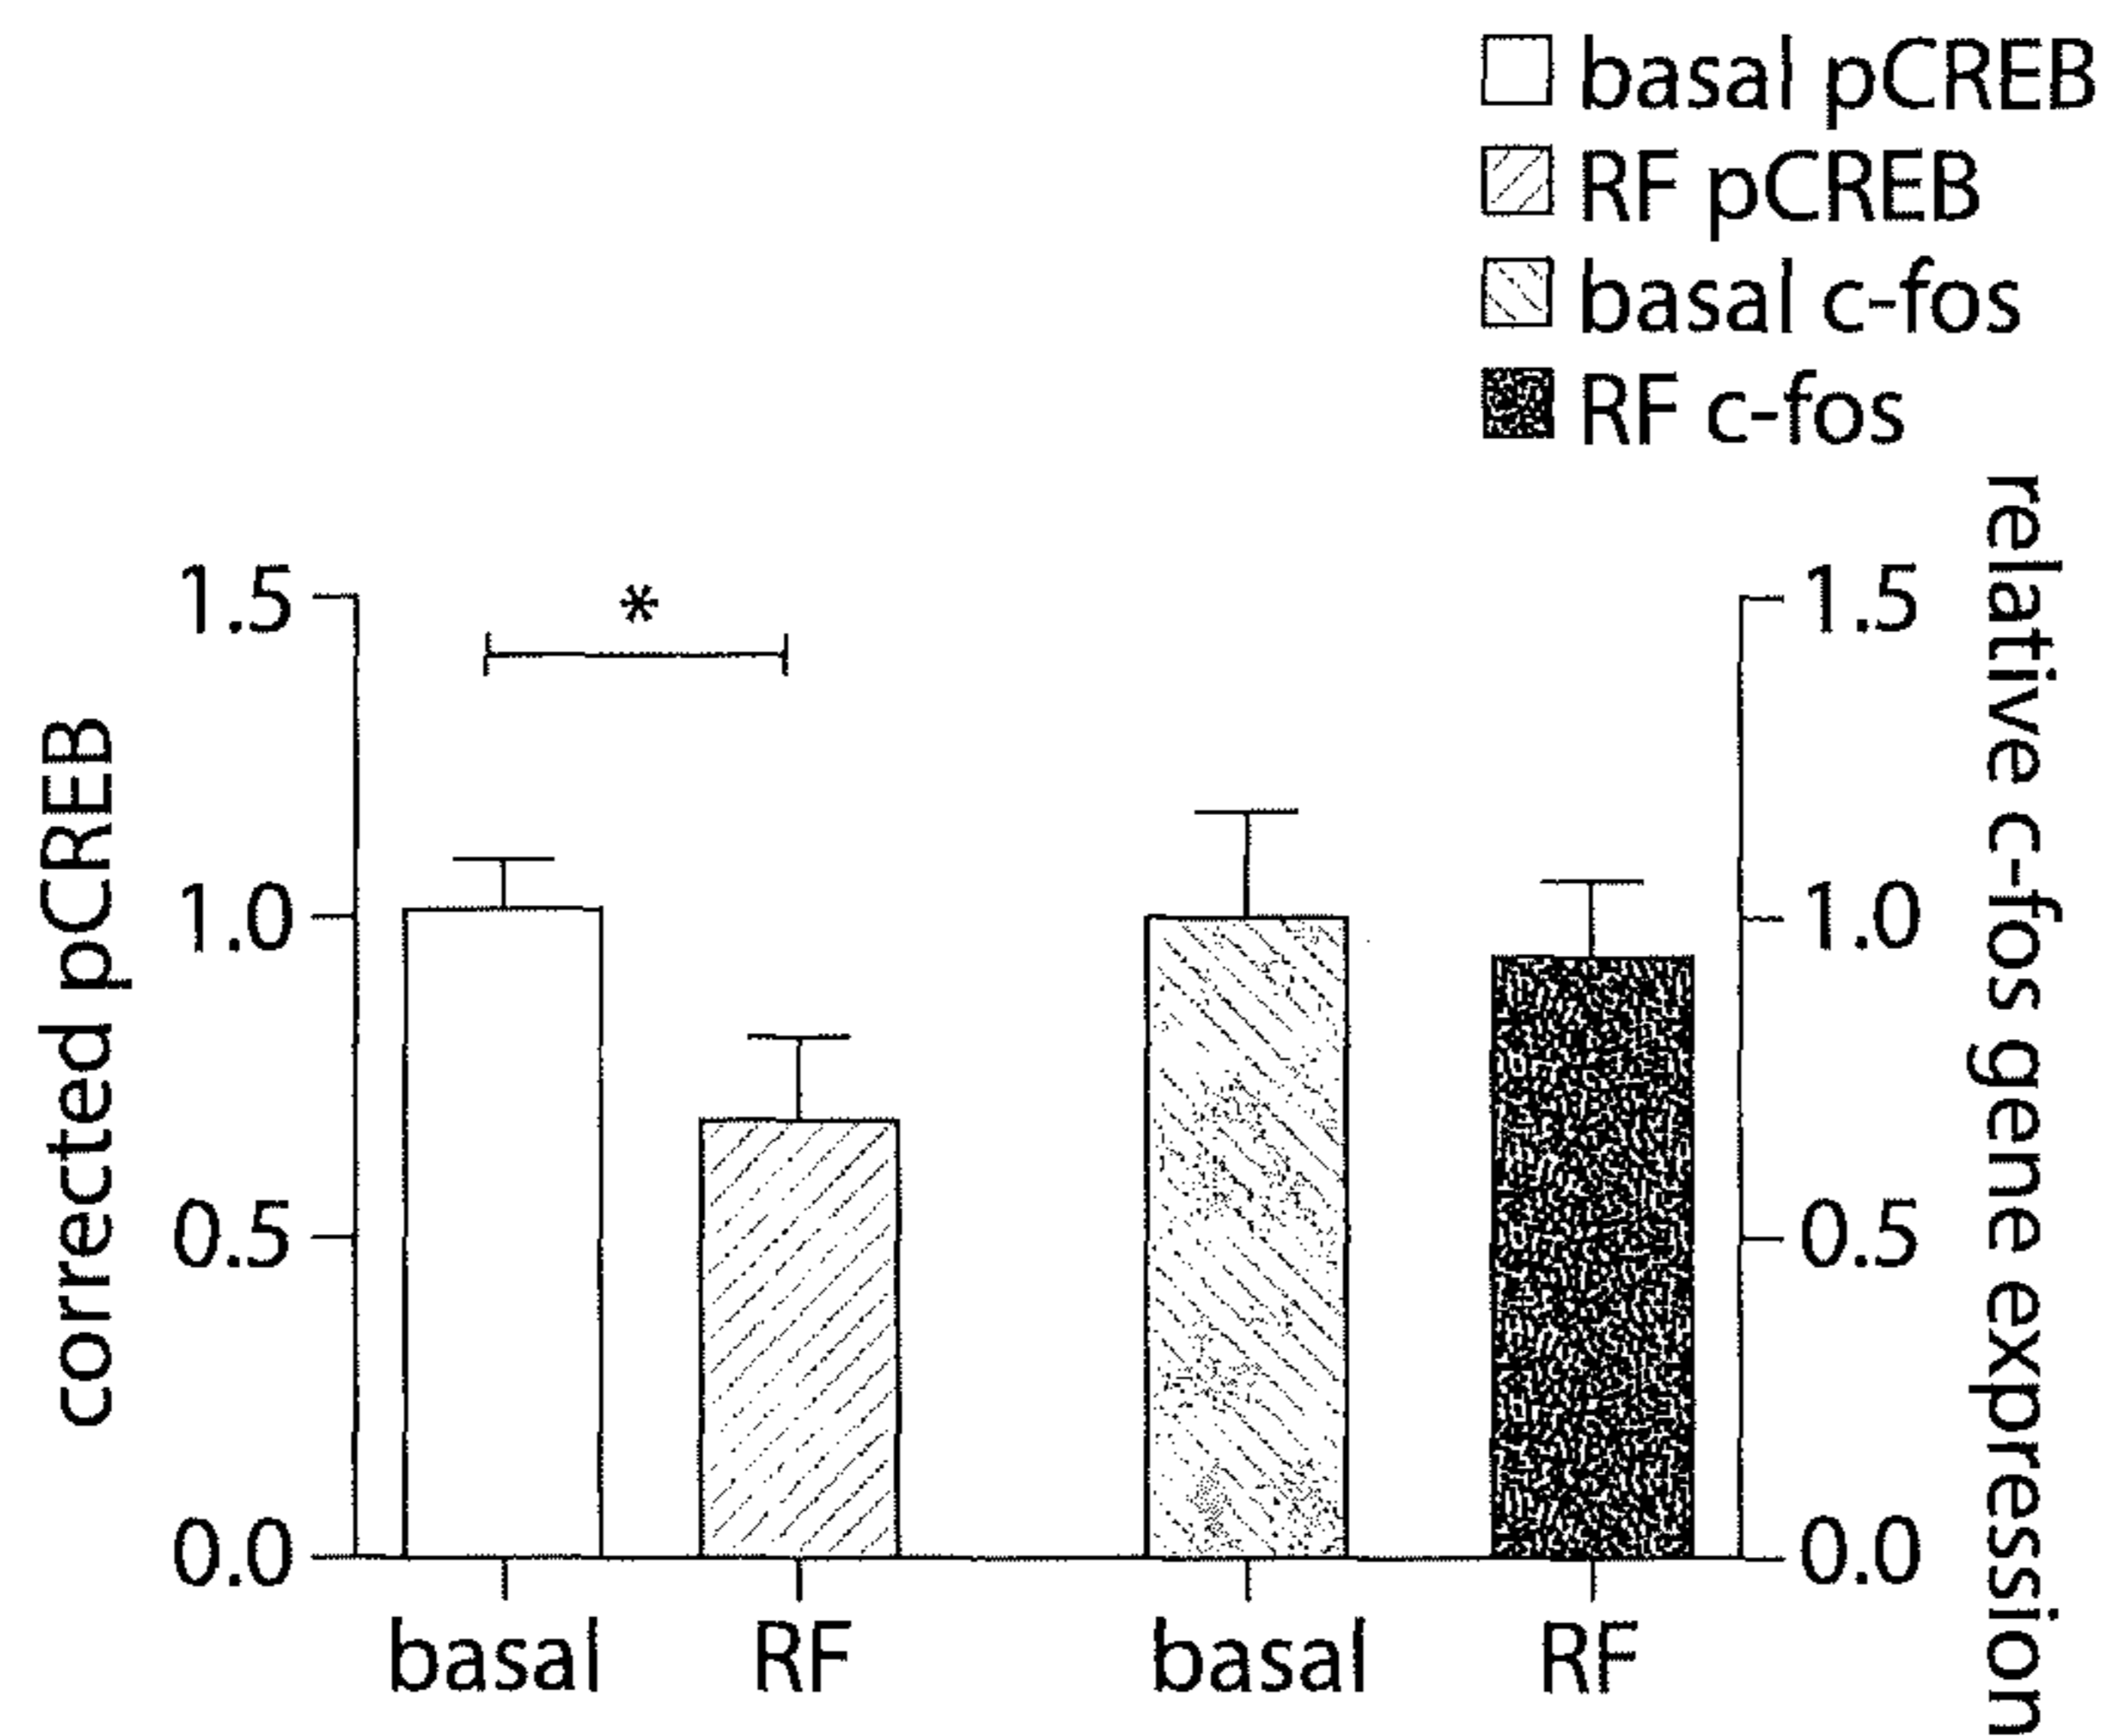 basal pCREB
RF pCREB
basal c-fos
RF c-fos
corrected pCREB
1.5
1.0
0.5
0.0
*
basal
RF
basal
RF
1.5
1.0
0.5
0.0
relative c-fos gene expression